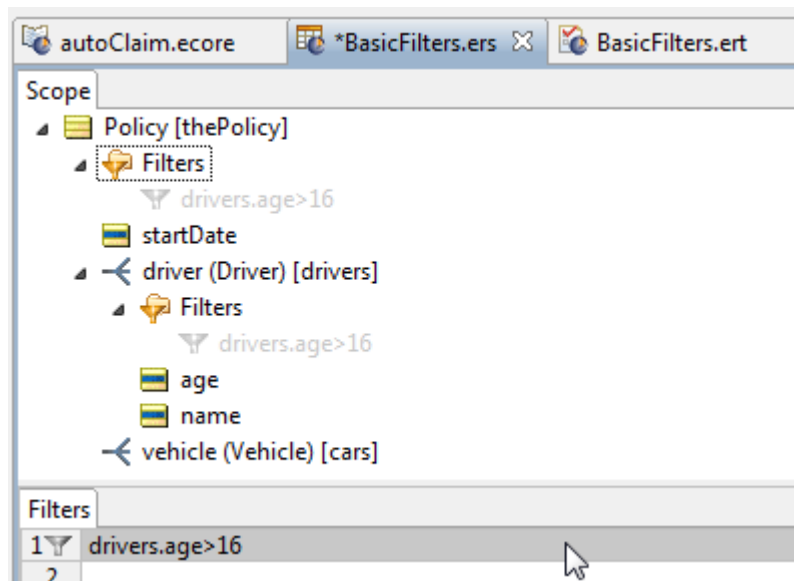 autoClaim.ecore *BasicFilters.ers BasicFilters.ert
Scope
Policy [thePolicy]
Filters
drivers.age>16
startDate
driver (Driver) [drivers]
Filters
drivers.age>16
age
name
vehicle (Vehicle) [cars]
Filters
1 drivers.age>16
2